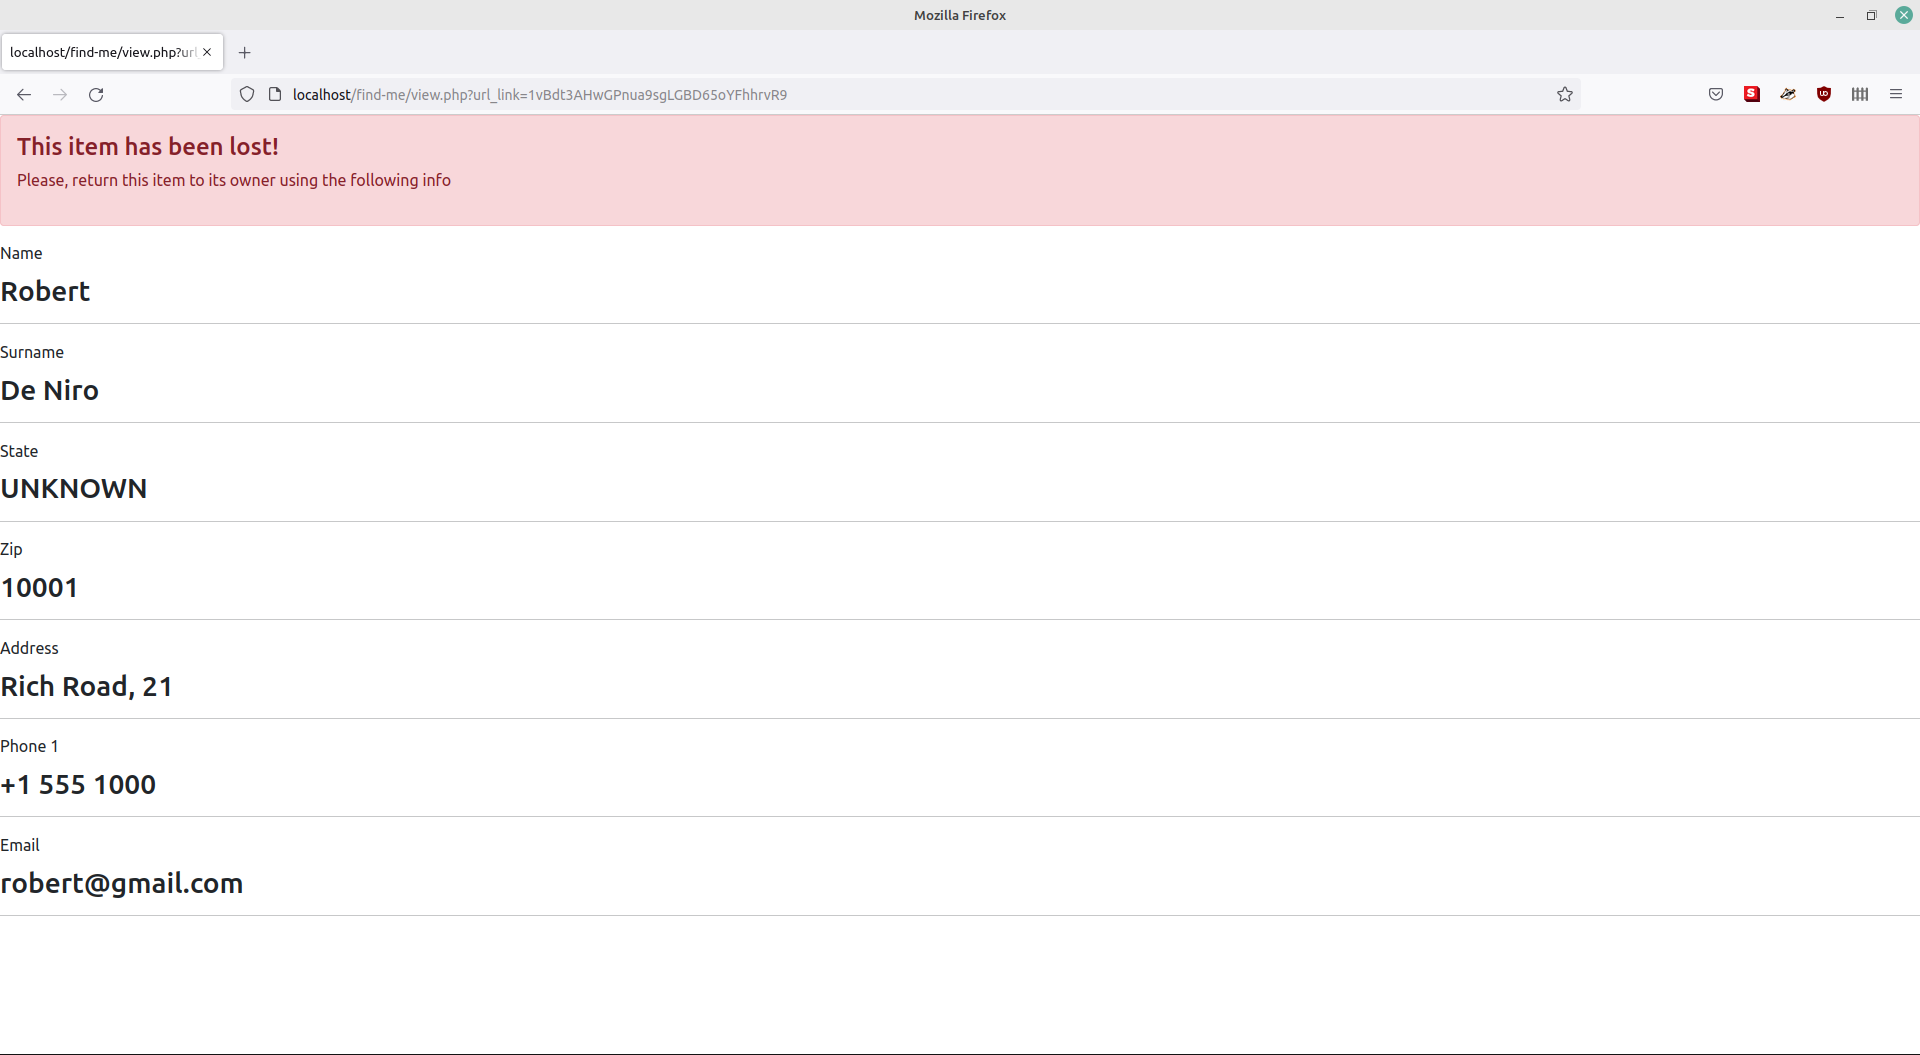 Mozilla Firefox
localhost/find-me/view.php?url
localhost/find-me/view.php?url_link=1vBdt3AHwGPnua9sgLGBD65oYFhhrvR9
This item has been lost!
Please, return this item to its owner using the following info
Name
Robert
Surname
De Niro
State
UNKNOWN
Zip
10001
Address
Rich Road, 21
Phone 1
+1 555 1000
Email
robert@gmail.com